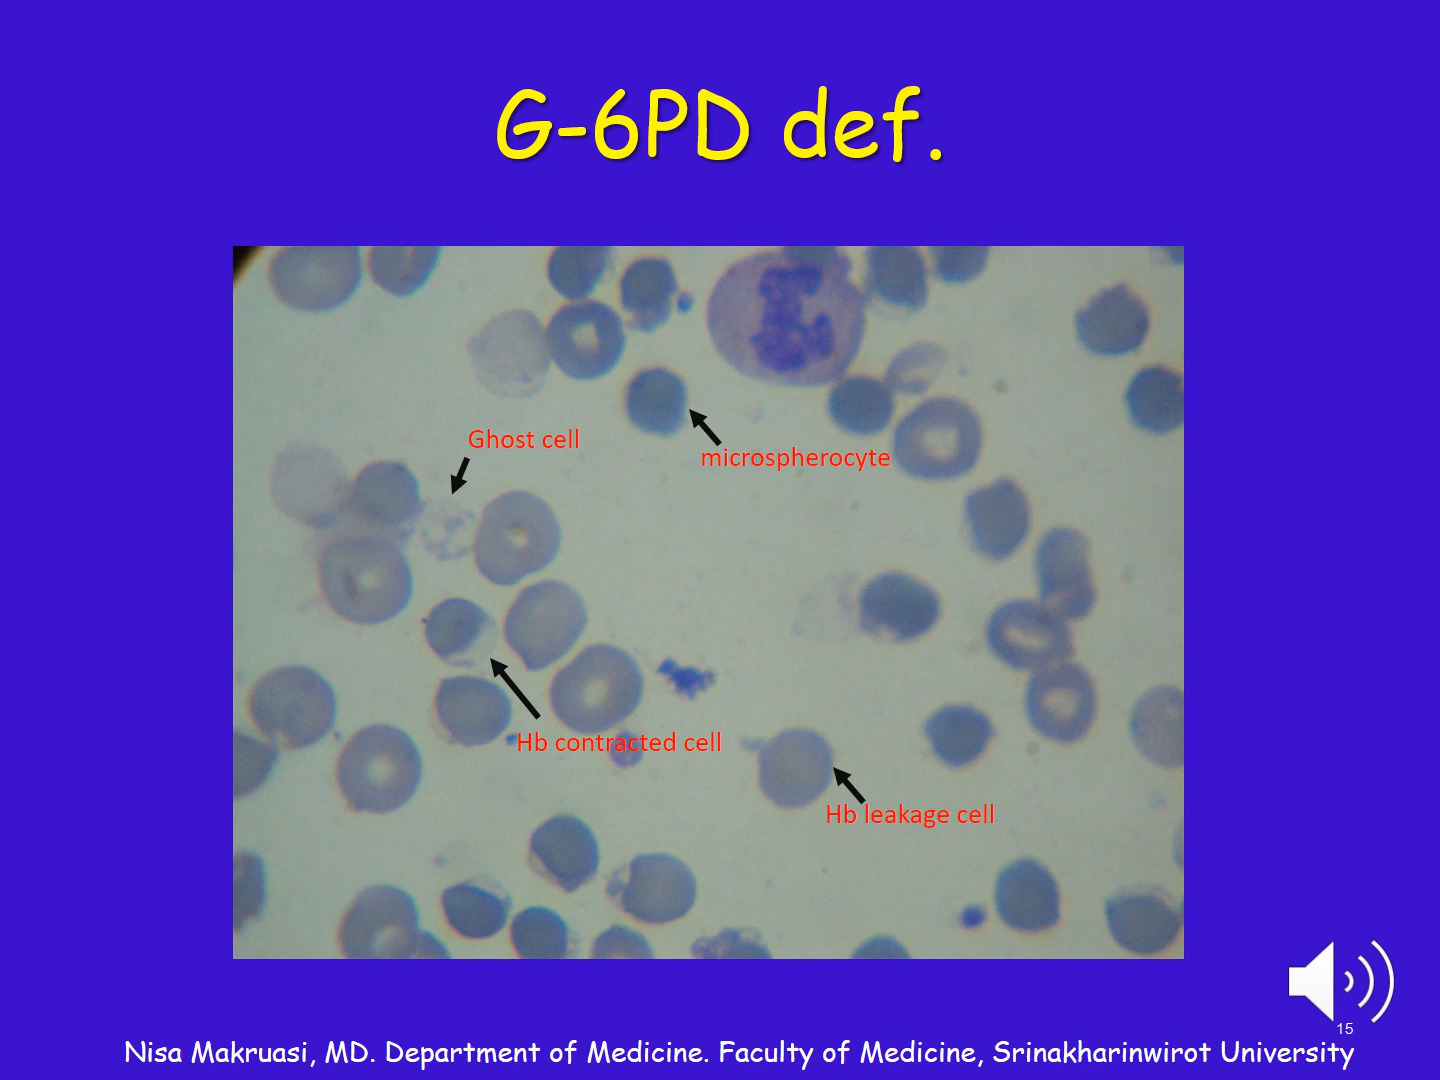 G-6PD def.
Ghost cell
microspherocyte
Hb contracted cell
Hb leakage cell
15
Nisa Makruasi, MD. Department of Medicine. Faculty of Medicine, Srinakharinwirot University